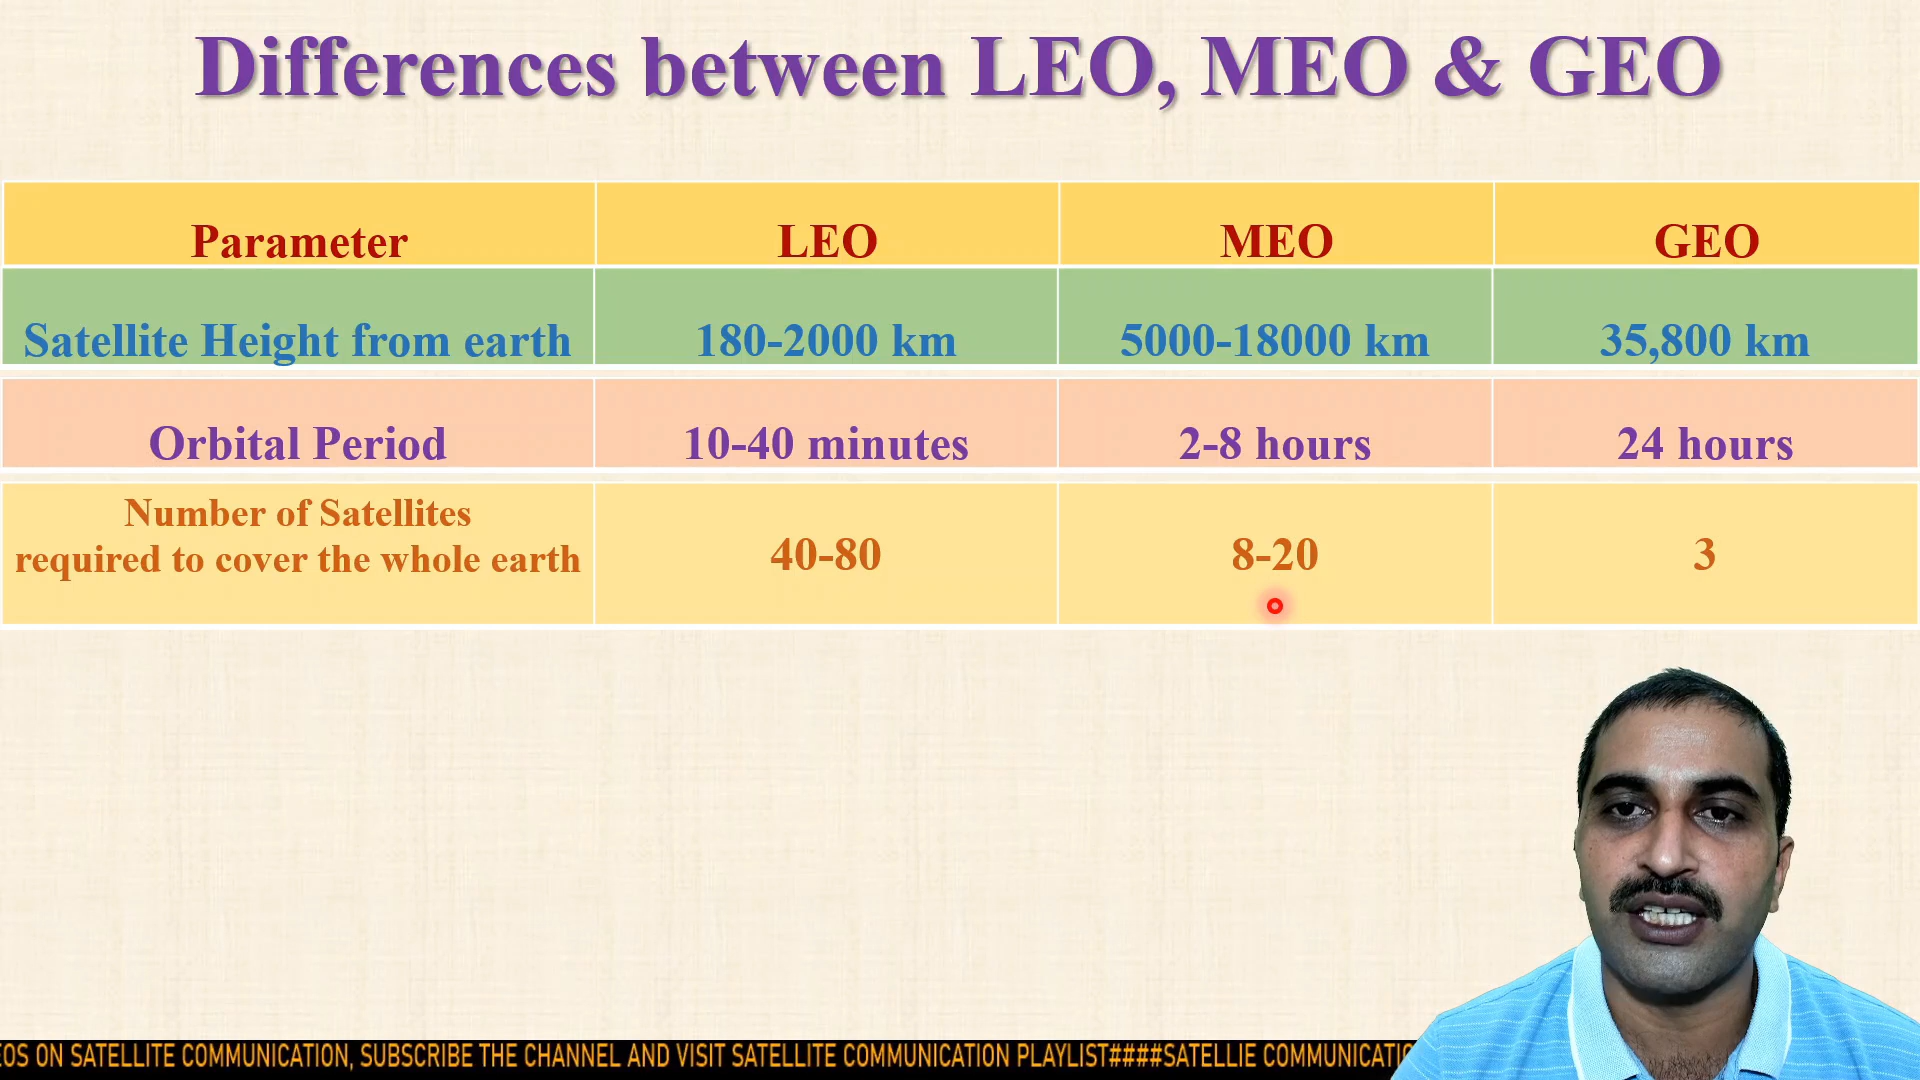 Differences between LEO, MEO & GEO
Parameter LEO MEO GEO
Satellite Height from earth 180-2000 km 5000-18000 km 35,800 km
Orbital Period 10-40 minutes 2-8 hours 24 hours
Number of Satellites
required to cover the whole earth 40-80 8-20 3
EOS ON SATELLITE COMMUNICATION, SUBSCRIBE THE CHANNEL AND VISIT SATELLITE COMMUNICATION PLAYLIST####SATELLIE COMMUNICATIO